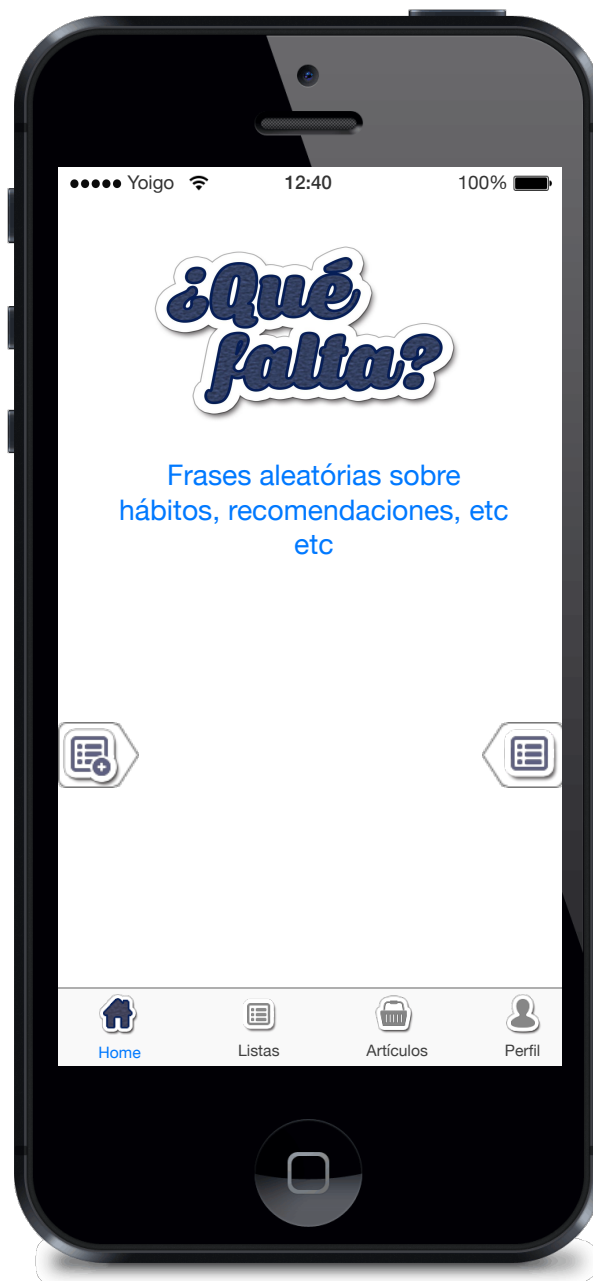 Yoigo 12:40 100%
¿Qué
falta?
Frases aleatórias sobre
hábitos, recomendaciones, etc
etc
Home Listas Artículos Perfil